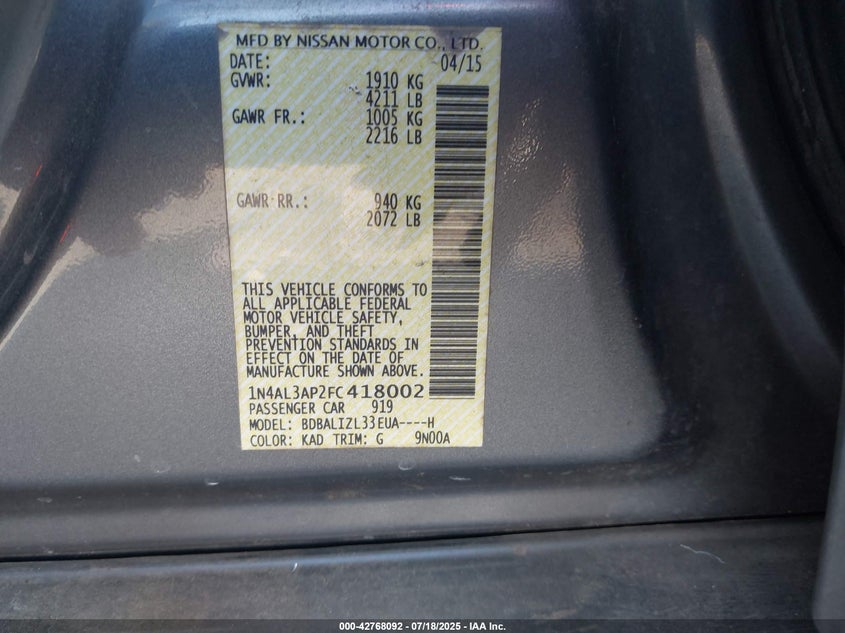 MFD BY NISSAN MOTOR CO., LTD.
DATE: 04/15
GVWR: 1910 KG
4211 LB
GAWR FR.: 1005 KG
2216 LB
GAWR RR.: 940 KG
2072 LB
THIS VEHICLE CONFORMS TO
ALL APPLICABLE FEDERAL
MOTOR VEHICLE SAFETY,
BUMPER, AND THEFT
PREVENTION STANDARDS IN
EFFECT ON THE DATE OF
MANUFACTURE SHOWN ABOVE.
1N4AL3AP2FC418002
PASSENGER CAR 919
MODEL: BDBALIZL33EUA----H
COLOR: KAD TRIM: G 9N00A
000-42768092 / 07/18/2025 - IAA Inc.